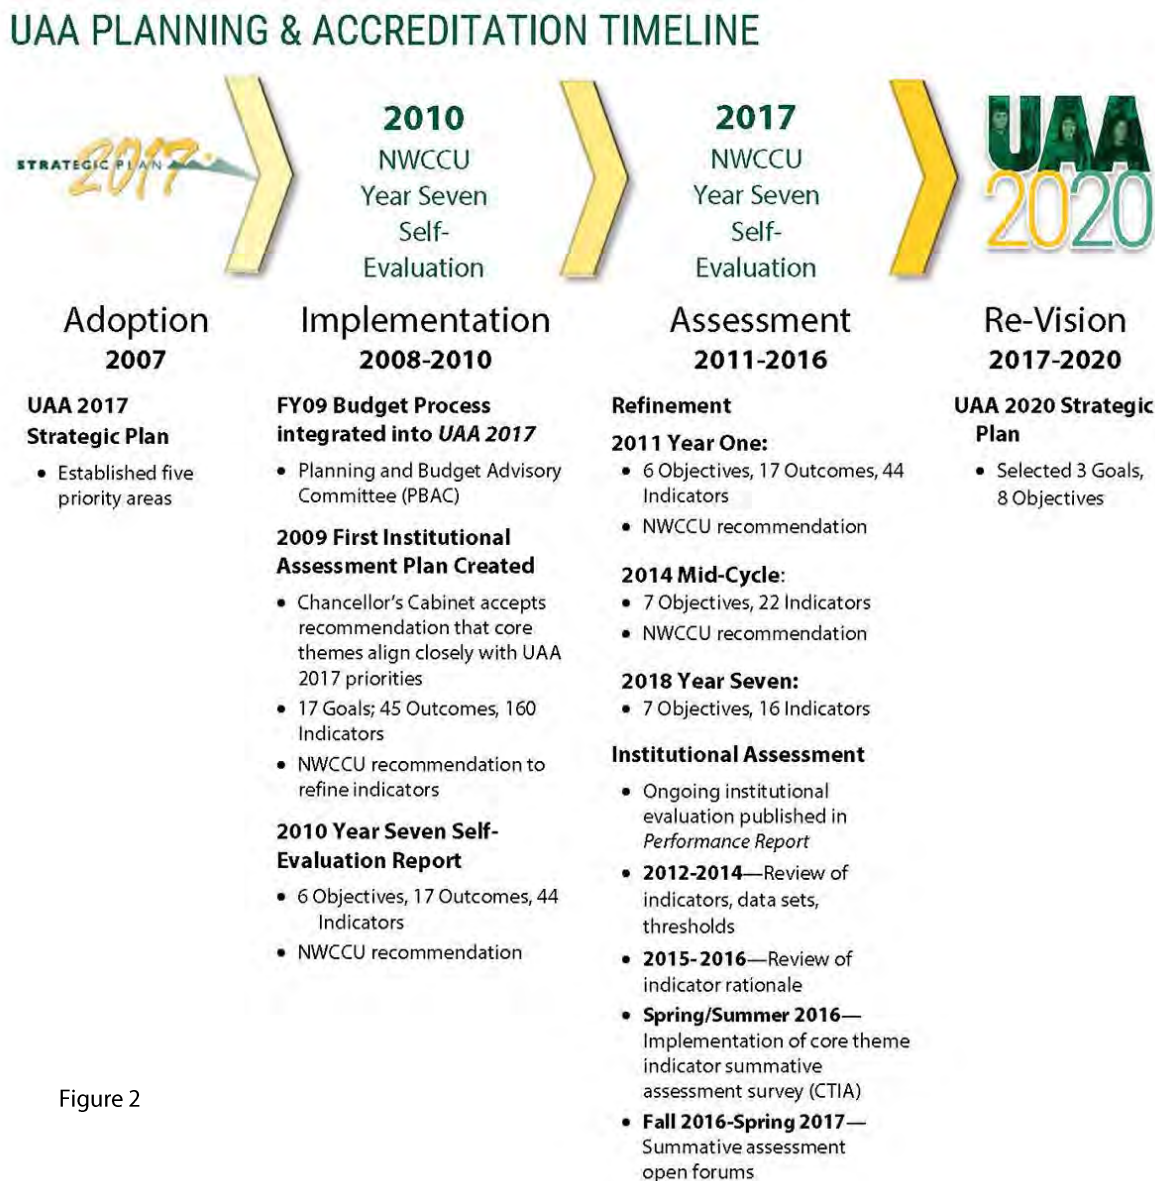 UAA PLANNING & ACCREDITATION TIMELINE
STRATEGIC PLAN
2017
2010
NWCCU
Year Seven
Self-
Evaluation
2017
NWCCU
Year Seven
Self-
Evaluation
UAA
2020
Adoption
2007
UAA 2017
Strategic Plan
• Established five
priority areas
Implementation
2008-2010
FY09 Budget Process
integrated into UAA 2017
• Planning and Budget Advisory
Committee (PBAC)
2009 First Institutional
Assessment Plan Created
• Chancellor's Cabinet accepts
recommendation that core
themes align closely with UAA
2017 priorities
• 17 Goals; 45 Outcomes, 160
Indicators
• NWCCU recommendation to
refine indicators
2010 Year Seven Self-
Evaluation Report
• 6 Objectives, 17 Outcomes, 44
Indicators
• NWCCU recommendation
Assessment
2011-2016
Refinement
2011 Year One:
• 6 Objectives, 17 Outcomes, 44
Indicators
• NWCCU recommendation
2014 Mid-Cycle:
• 7 Objectives, 22 Indicators
• NWCCU recommendation
2018 Year Seven:
• 7 Objectives, 16 Indicators
Institutional Assessment
• Ongoing institutional
evaluation published in
Performance Report
• 2012-2014—Review of
indicators, data sets,
thresholds
• 2015-2016—Review of
indicator rationale
• Spring/Summer 2016—
Implementation of core theme
indicator summative
assessment survey (CTIA)
• Fall 2016-Spring 2017—
Summative assessment
open forums
Re-Vision
2017-2020
UAA 2020 Strategic
Plan
• Selected 3 Goals,
8 Objectives
Figure 2